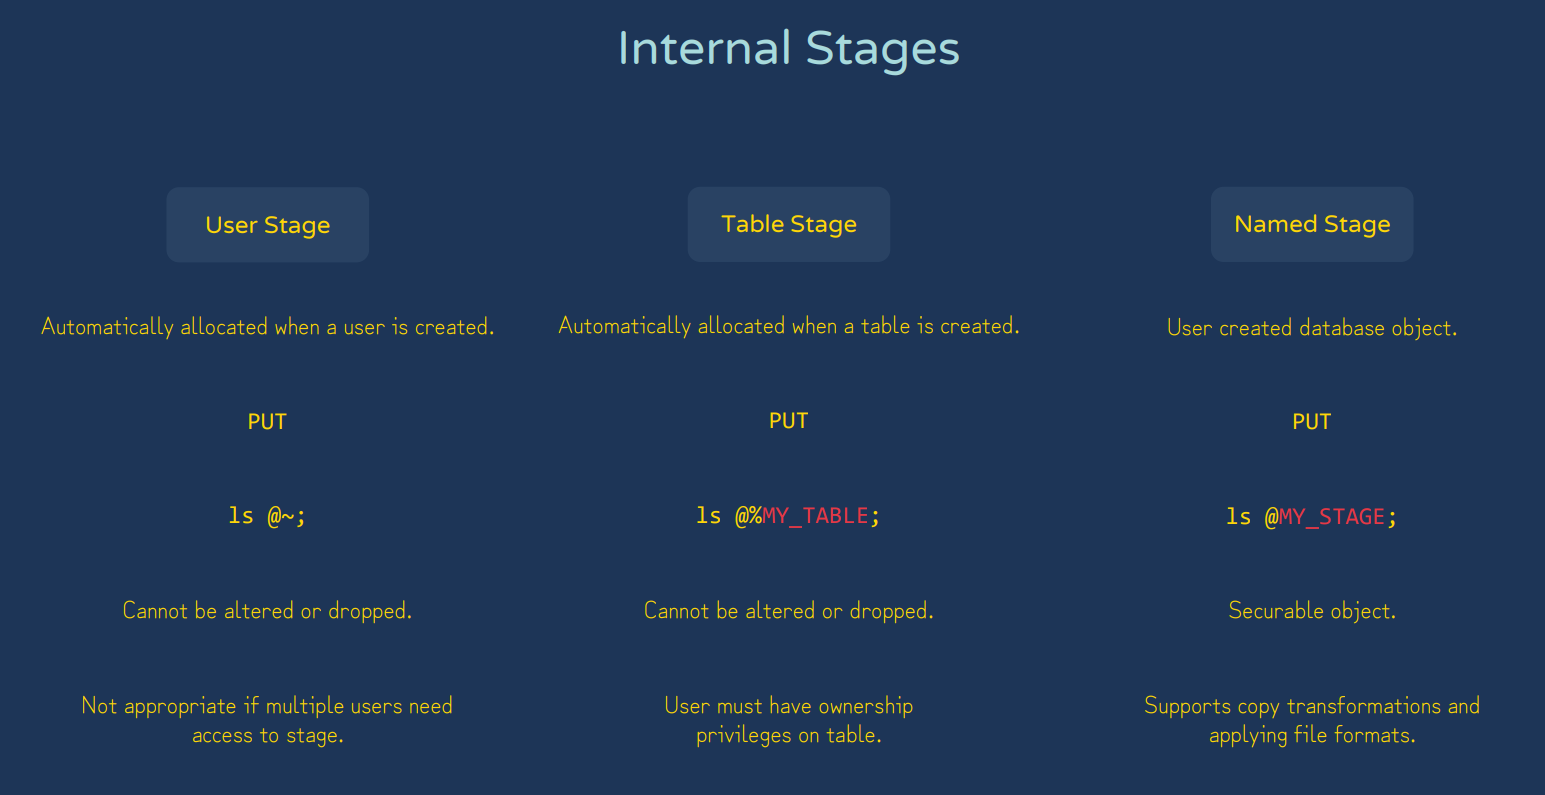 Internal Stages
User Stage
Automatically allocated when a user is created.
PUT
ls @~;
Cannot be altered or dropped.
Not appropriate if multiple users need
access to stage.
Table Stage
Automatically allocated when a table is created.
PUT
ls @%MY_TABLE;
Cannot be altered or dropped.
User must have ownership
privileges on table.
Named Stage
User created database object.
PUT
ls @MY_STAGE;
Securable object.
Supports copy transformations and
applying file formats.